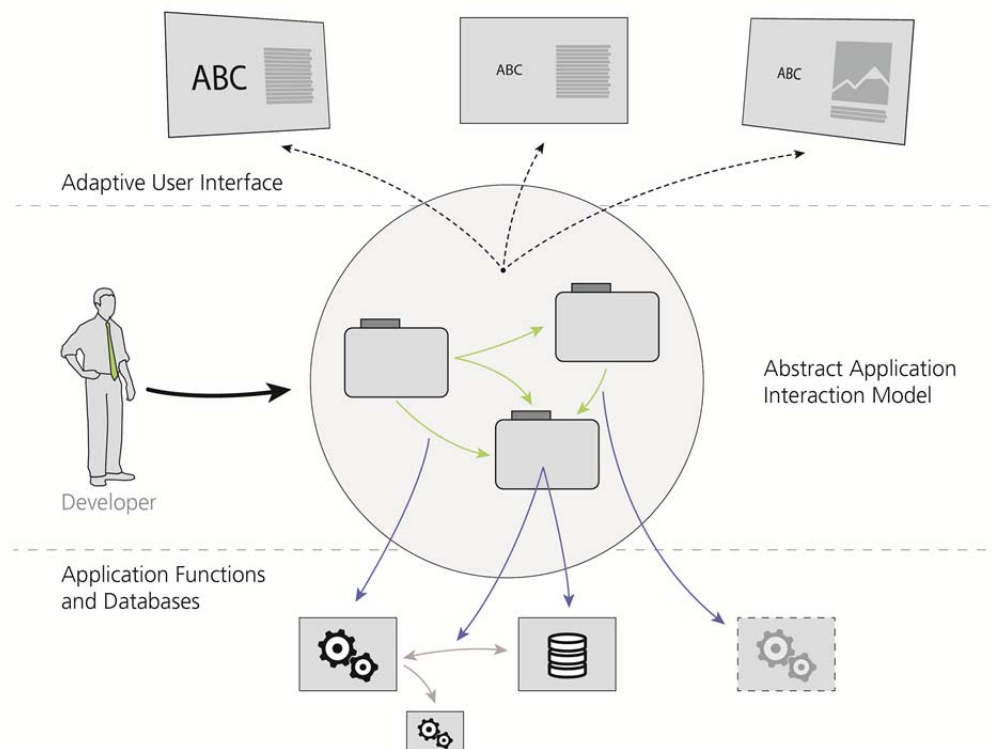 ABC
ABC
ABC
Adaptive User Interface
Abstract Application
Interaction Model
Developer
Application Functions
and Databases